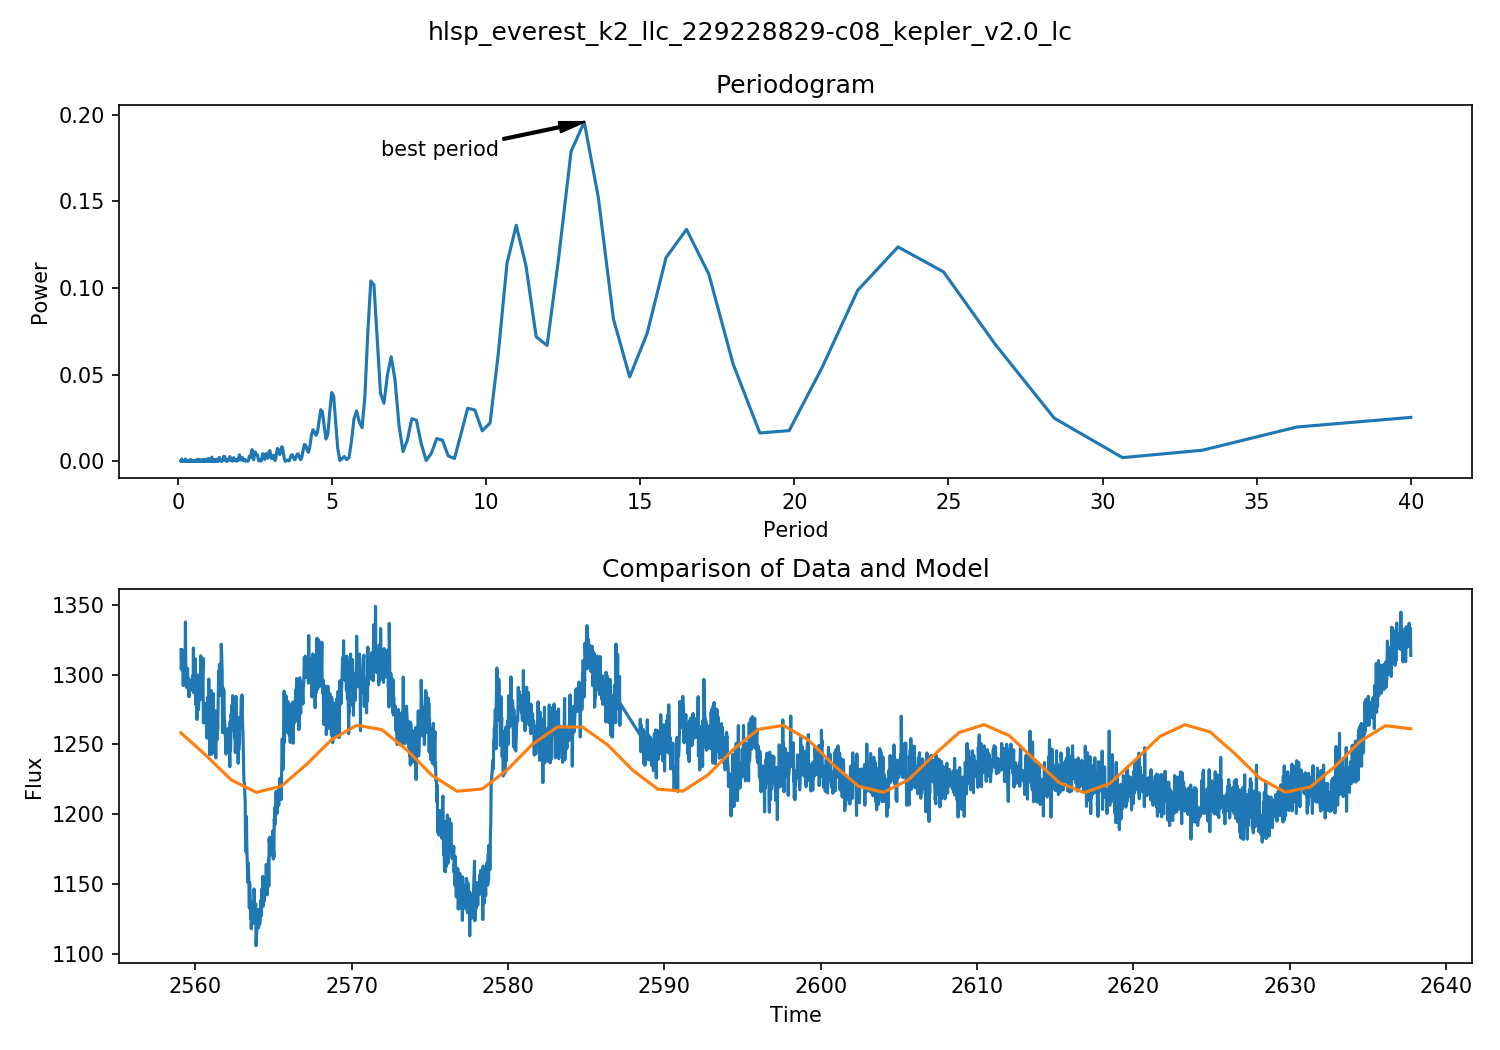 hlsp_everest_k2_llc_229228829-c08_kepler_v2.0_lc
Periodogram
0.20
0.15
0.10
0.05
0.00
Power
best period
0 5 10 15 20 25 30 35 40
Period
Comparison of Data and Model
1350
1300
1250
1200
1150
1100
Flux
2560 2570 2580 2590 2600 2610 2620 2630 2640
Time